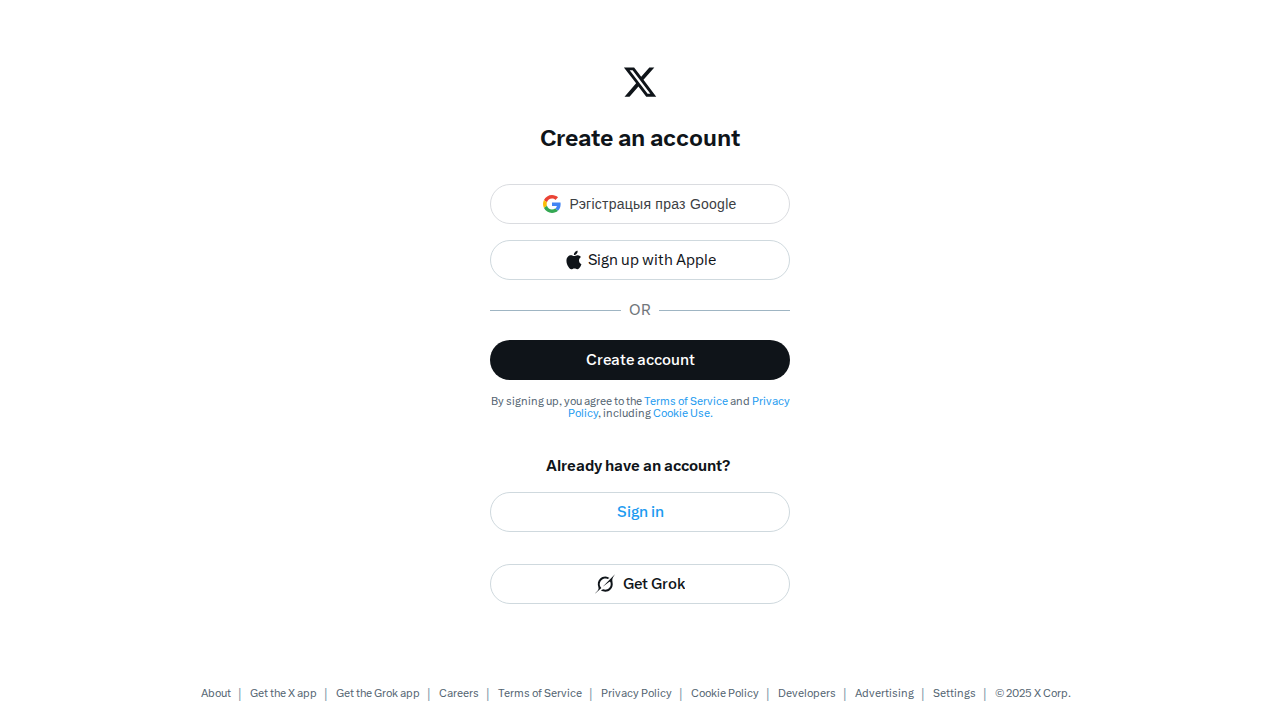 Create an account
Рэгістрацыя праз Google
Sign up with Apple
OR
Create account
By signing up, you agree to the Terms of Service and Privacy
Policy, including Cookie Use.
Already have an account?
Sign in
Get Grok
About | Get the X app | Get the Grok app | Careers | Terms of Service | Privacy Policy | Cookie Policy | Developers | Advertising | Settings | © 2025 X Corp.